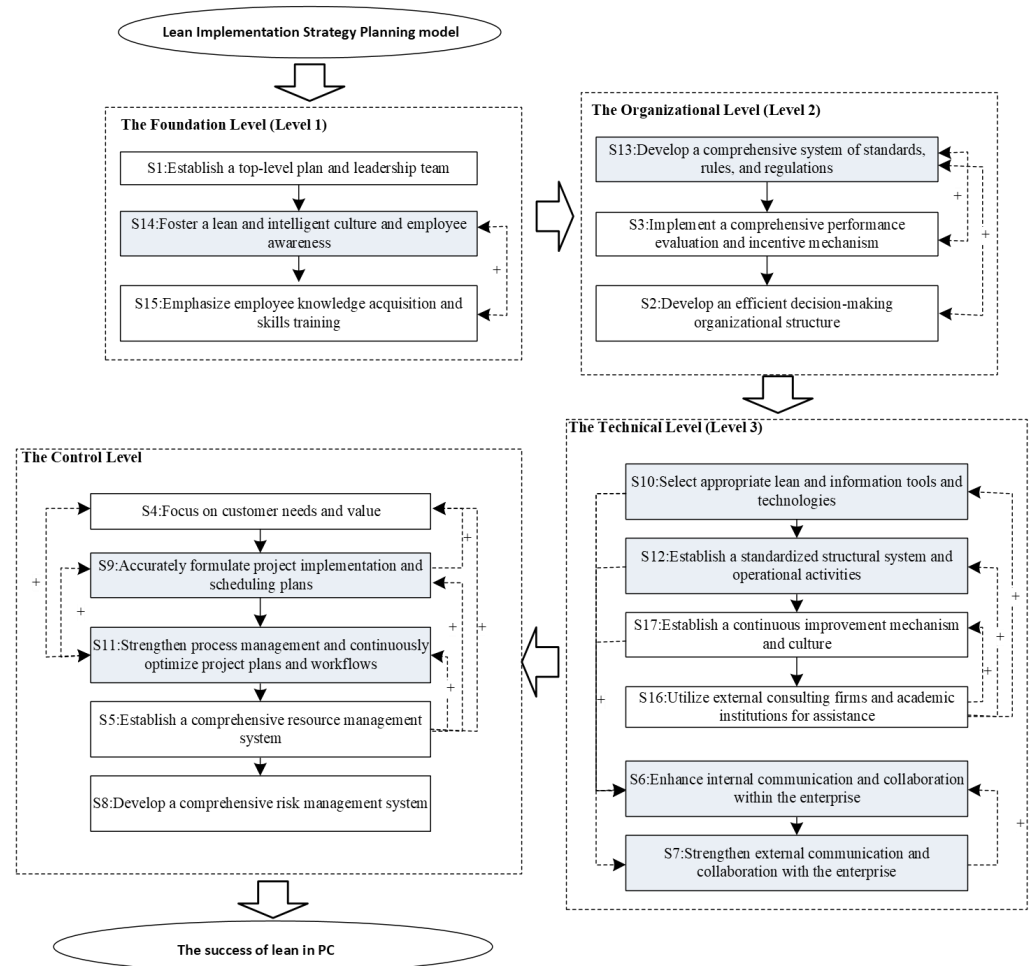 Lean Implementation Strategy Planning model
The Foundation Level (Level 1)
S1:Establish a top-level plan and leadership team
S14:Foster a lean and intelligent culture and employee
awareness
+
S15:Emphasize employee knowledge acquisition and
skills training
The Organizational Level (Level 2)
S13:Develop a comprehensive system of standards,
rules, and regulations
+
S3:Implement a comprehensive performance
evaluation and incentive mechanism
+
S2:Develop an efficient decision-making
organizational structure
The Technical Level (Level 3)
S10:Select appropriate lean and information tools and
technologies
+
S12:Establish a standardized structural system and
operational activities
+
S17:Establish a continuous improvement mechanism
and culture
+
S16:Utilize external consulting firms and academic
institutions for assistance
+
S6:Enhance internal communication and collaboration
within the enterprise
+
S7:Strengthen external communication and
collaboration with the enterprise
The Control Level
S4:Focus on customer needs and value
+
S9:Accurately formulate project implementation and
scheduling plans
+
+
+
+
S11:Strengthen process management and continuously
optimize project plans and workflows
+
S5:Establish a comprehensive resource management
system
S8:Develop a comprehensive risk management system
The success of lean in PC